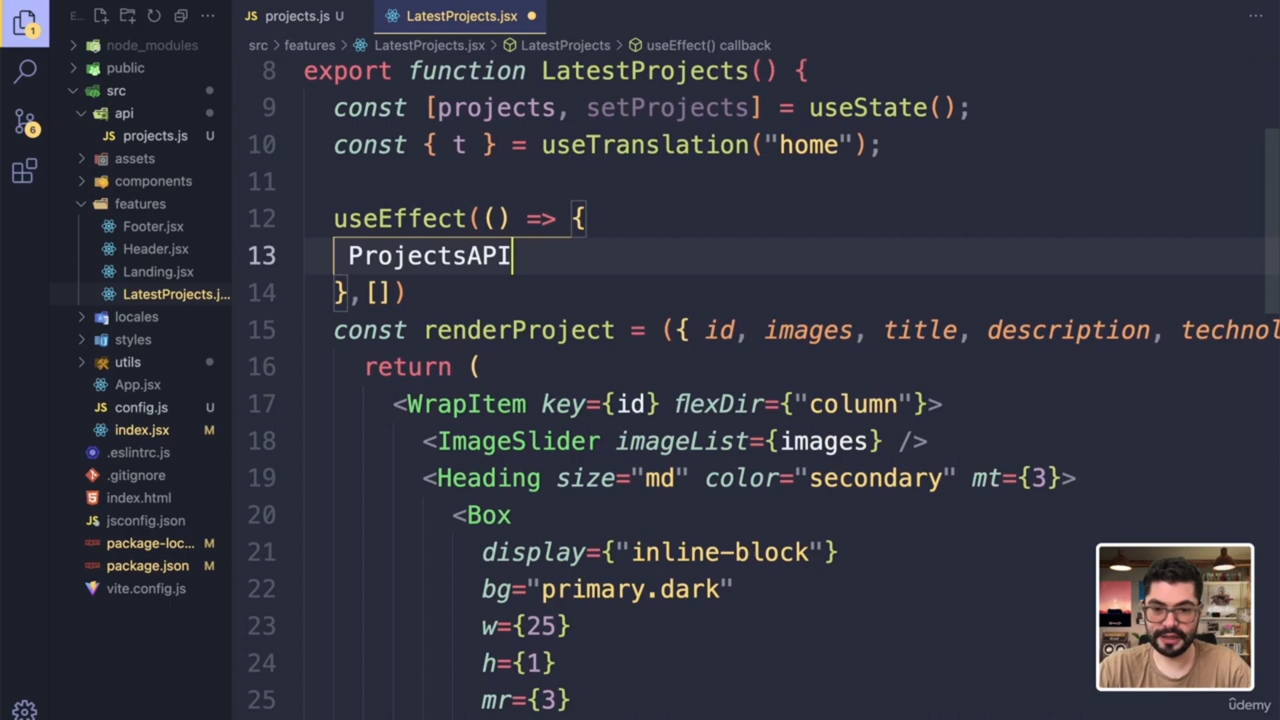 E...
projects.js U
LatestProjects.jsx
src > features > LatestProjects.jsx > LatestProjects > useEffect() callback
1
6
node_modules
public
src
api
projects.js U
assets
components
features
Footer.jsx
Header.jsx
Landing.jsx
LatestProjects.j...
locales
styles
utils
App.jsx
config.js U
index.jsx M
.eslintrc.js
.gitignore
index.html
jsconfig.json
package-loc... M
package.json M
vite.config.js
8 export function LatestProjects() {
9 const [projects, setProjects] = useState();
10 const { t } = useTranslation("home");
11
12 useEffect(() => {
13 ProjectsAPI
14 },[])
15 const renderProject = ({ id, images, title, description, technol
16 return (
17 <WrapItem key={id} flexDir={"column"}>
18 <ImageSlider imageList={images} />
19 <Heading size="md" color="secondary" mt={3}>
20 <Box
21 display={"inline-block"}
22 bg="primary.dark"
23 w={25}
24 h={1}
25 mr={3}
ûdemy